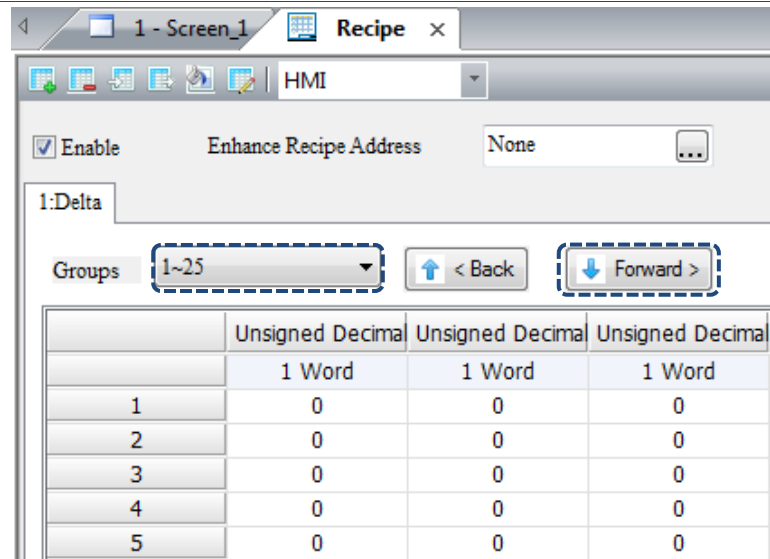 1 - Screen_1 Recipe
HMI
Enable Enhance Recipe Address None ...
1:Delta
Groups 1~25 < Back Forward >
Unsigned Decimal Unsigned Decimal Unsigned Decimal
1 Word 1 Word 1 Word
1 0 0 0
2 0 0 0
3 0 0 0
4 0 0 0
5 0 0 0